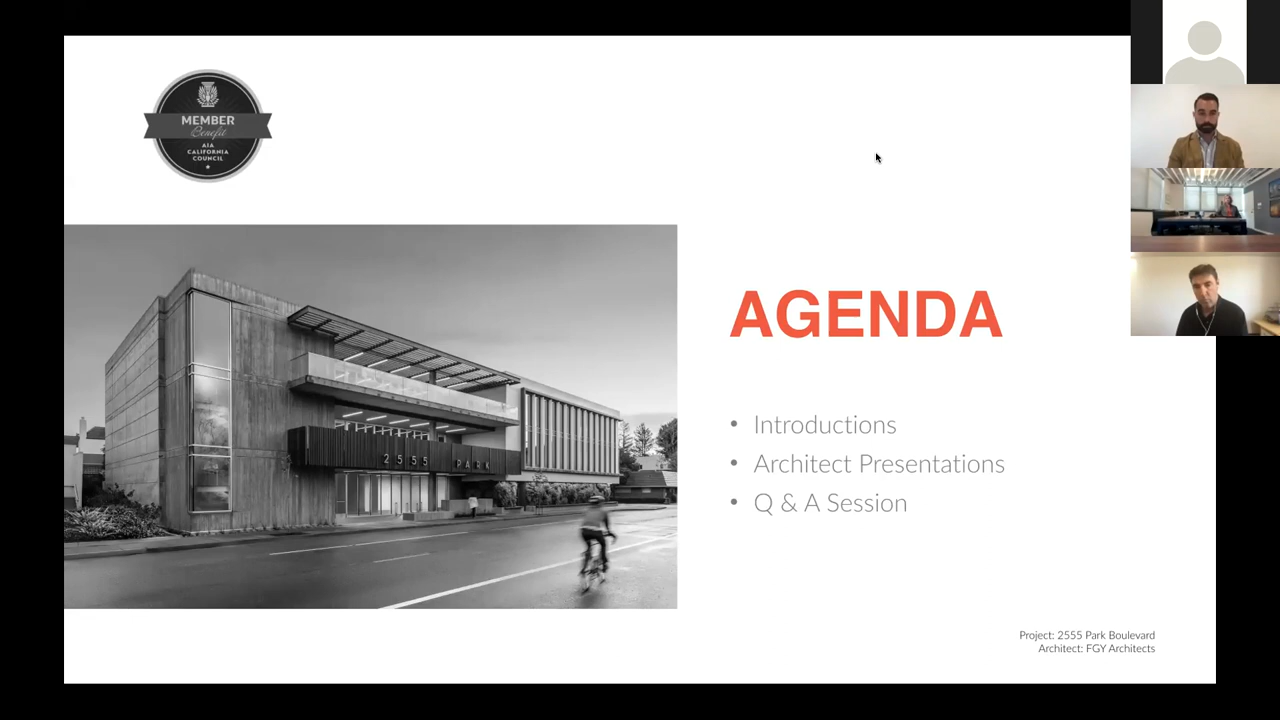 MEMBER
Benefit
AIA
CALIFORNIA
COUNCIL
2555 PARK
AGENDA
• Introductions
• Architect Presentations
• Q & A Session
Project: 2555 Park Boulevard
Architect: FGY Architects